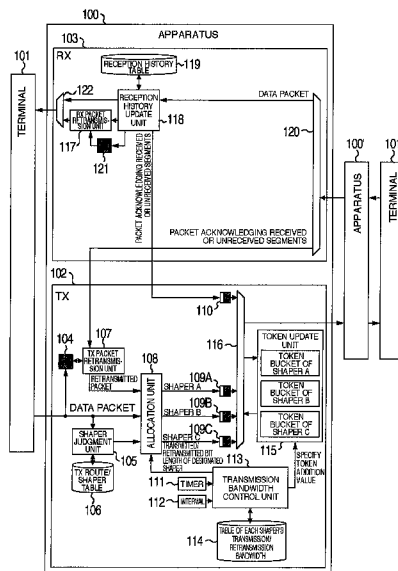 100
APPARATUS
101
TERMINAL
103
RX
RECEPTION HISTORY
TABLE
119
122
RECEPTION
HISTORY
UPDATE
UNIT
118
DATA PACKET
RX PACKET
RETRANSMIS-
SION UNIT
117
121
120
PACKET ACKNOWLEDGING RECEIVED
OR UNRECEIVED SEGMENTS
PACKET ACKNOWLEDGING RECEIVED
OR UNRECEIVED SEGMENTS
100'
APPARATUS
101
TERMINAL
102
TX
110
116
107
TX PACKET
RETRANSMIS-
SION UNIT
104
RETRANSMITTED PACKET
108
ALLOCATION UNIT
109A
SHAPER A
109B
SHAPER B
109C
SHAPER C
DATA PACKET
TOKEN UPDATE
UNIT
TOKEN
BUCKET OF
SHAPER A
TOKEN
BUCKET OF
SHAPER B
TOKEN
BUCKET OF
SHAPER C
115
SHAPER
JUDGMENT
UNIT
105
TX ROUTE/
SHAPER
TABLE
106
TRANSMITTED/
RETRANSMITTED BIT
LENGTH OF DESIGNATED
SHAPER
113
SPECIFY
TOKEN
ADDITION
VALUE
111
TIMER
112
INTERVAL
TRANSMISSION
BANDWIDTH
CONTROL UNIT
114
TABLE OF EACH SHAPER'S
TRANSMISSION/
RETRANSMISSION
BANDWIDTH